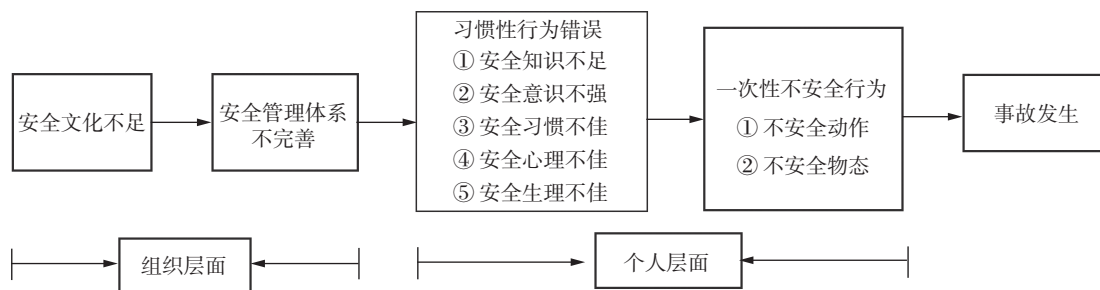 安全文化不足
安全管理体系
不完善
习惯性行为错误
① 安全知识不足
② 安全意识不强
③ 安全习惯不佳
④ 安全心理不佳
⑤ 安全生理不佳
一次性不安全行为
① 不安全动作
② 不安全物态
事故发生
组织层面
个人层面